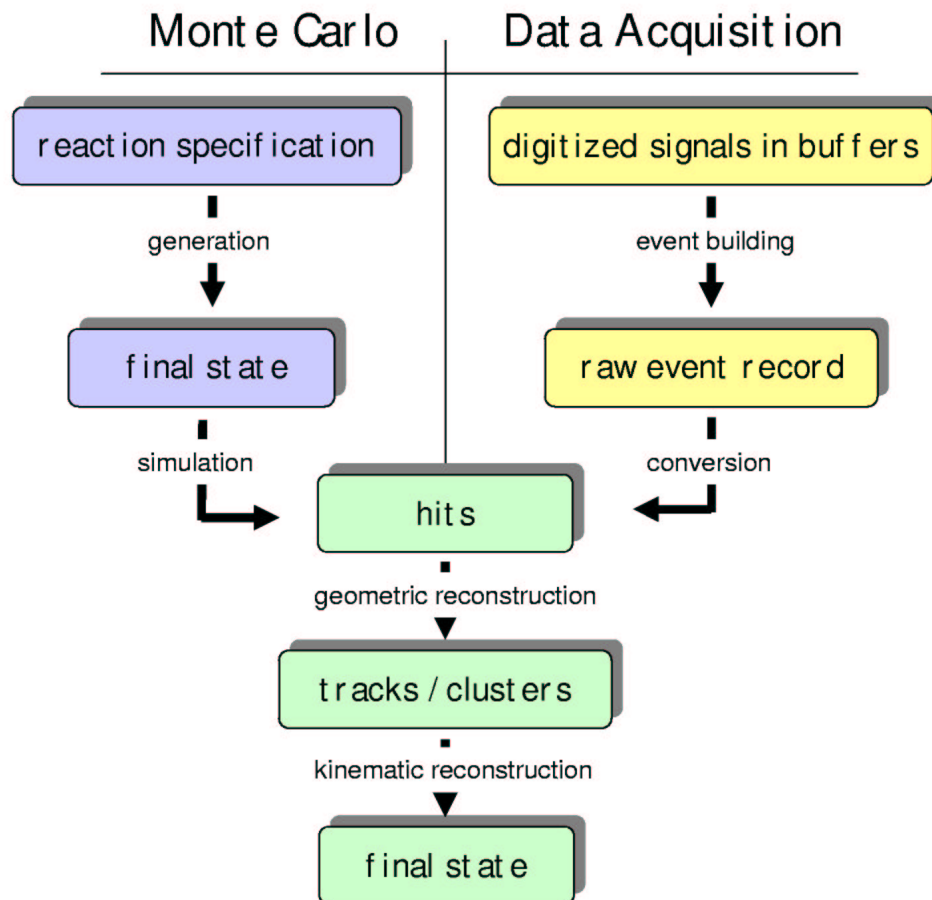 Monte Carlo
Data Acquisition
reaction specification
digitized signals in buffers
generation
event building
final state
raw event record
simulation
conversion
hits
geometric reconstruction
tracks / clusters
kinematic reconstruction
final state